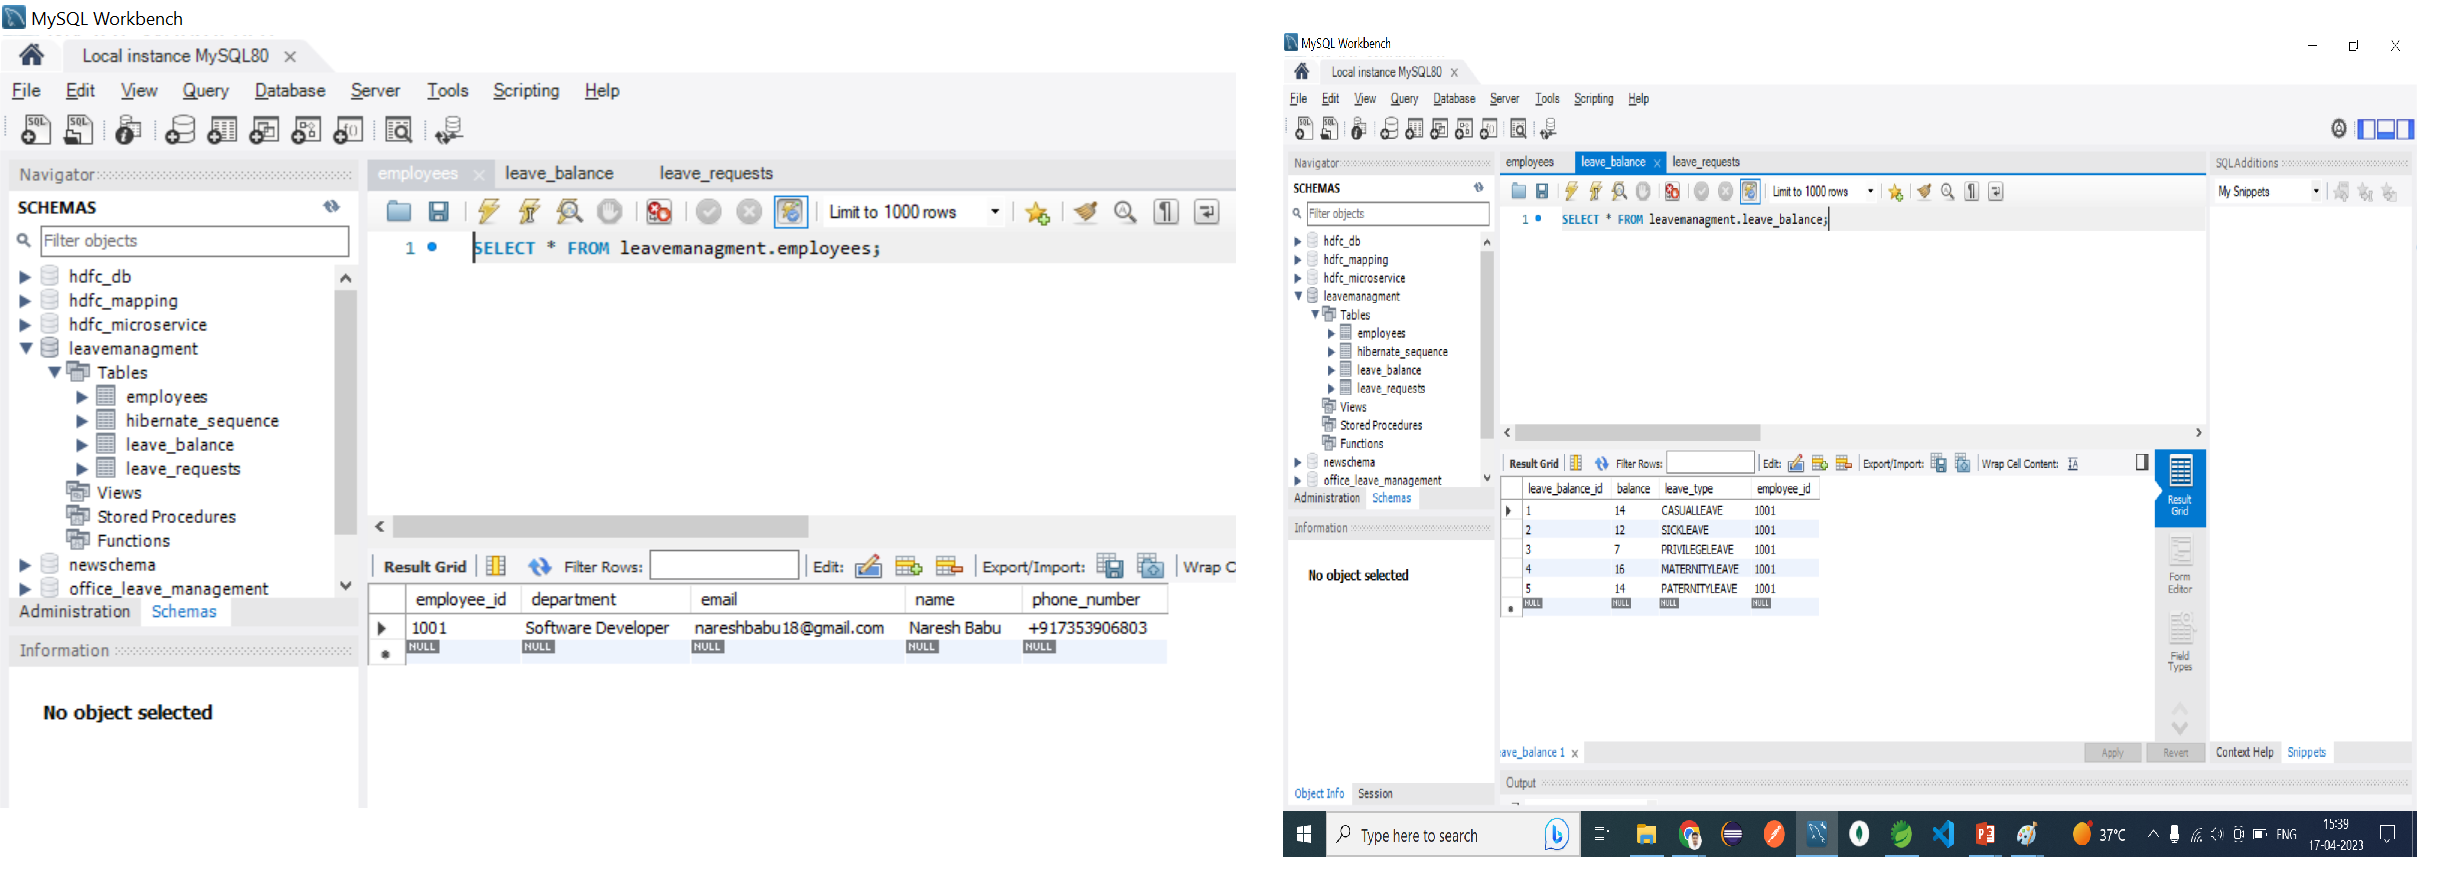 MySQL Workbench
Local instance MySQL80 ×
File Edit View Query Database Server Tools Scripting Help
Navigator
SCHEMAS
Filter objects
hdfc_db
hdfc_mapping
hdfc_microservice
leavemanagment
Tables
employees
hibernate_sequence
leave_balance
leave_requests
Views
Stored Procedures
Functions
newschema
office_leave_management
Administration Schemas
Information
No object selected
employees × leave_balance leave_requests
Limit to 1000 rows
1 SELECT * FROM leavemanagment.employees;
Result Grid Filter Rows: Edit: Export/Import: Wrap C
employee_id department email name phone_number
1001 Software Developer nareshbabu18@gmail.com Naresh Babu +917353906803
NULL NULL NULL NULL NULL
MySQL Workbench
Local instance MySQL80 ×
File Edit View Query Database Server Tools Scripting Help
Navigator
SCHEMAS
Filter objects
hdfc_db
hdfc_mapping
hdfc_microservice
leavemanagment
Tables
employees
hibernate_sequence
leave_balance
leave_requests
Views
Stored Procedures
Functions
newschema
office_leave_management
Administration Schemas
Information
No object selected
Object Info Session
employees leave_balance × leave_requests
Limit to 1000 rows
1 SELECT * FROM leavemanagment.leave_balance;
Result Grid Filter Rows: Edit: Export/Import: Wrap Cell Content:
leave_balance_id balance leave_type employee_id
1 14 CASUALLEAVE 1001
2 12 SICKLEAVE 1001
3 7 PRIVILEGELEAVE 1001
4 16 MATERNITYLEAVE 1001
5 14 PATERNITYLEAVE 1001
NULL NULL NULL NULL
Result
Grid
Form
Editor
Field
Types
ave_balance 1 × Apply Revert
Output
SQLAdditions
My Snippets
Context Help Snippets
Type here to search
37°C ENG 15:39
17-04-2023